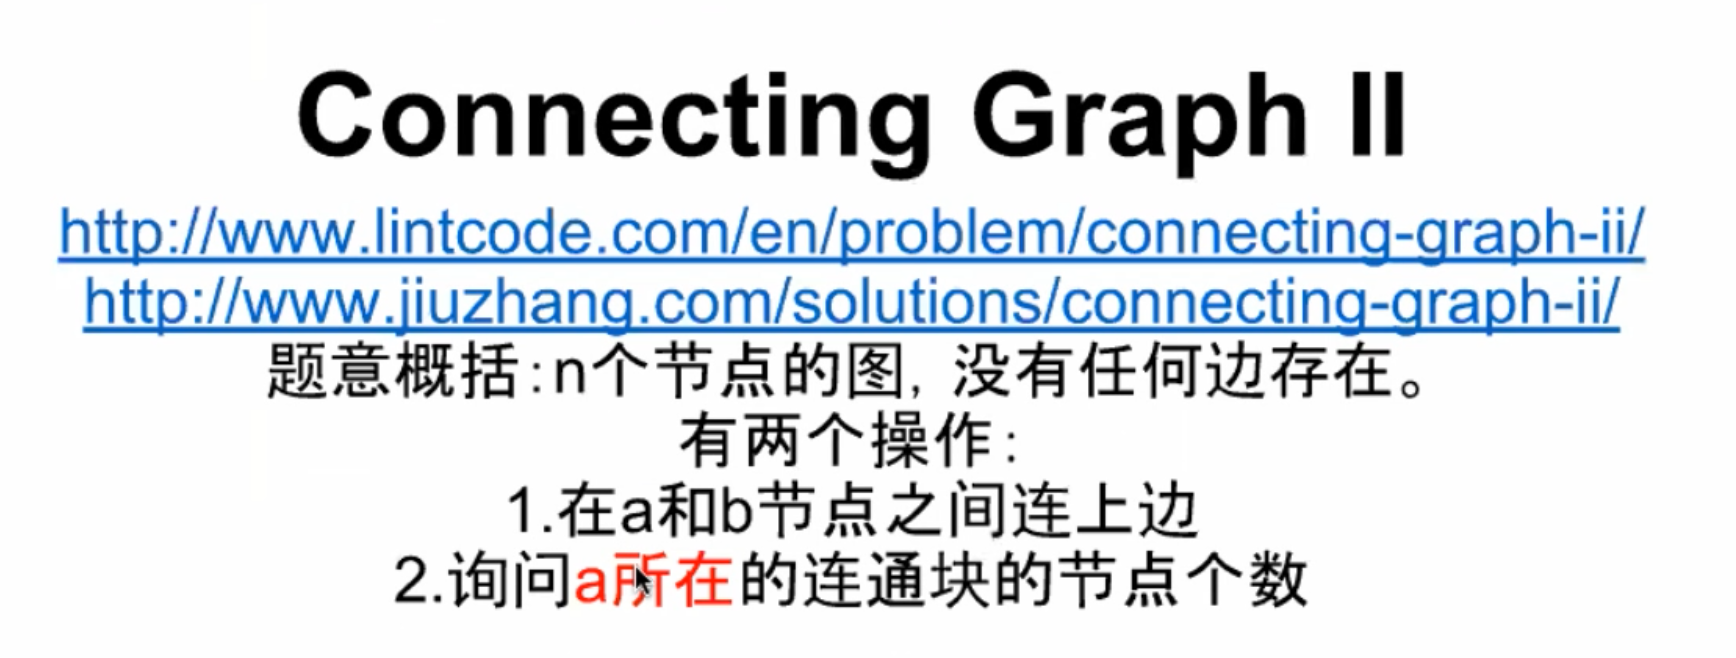 Connecting Graph II
http://www.lintcode.com/en/problem/connecting-graph-ii/
http://www.jiuzhang.com/solutions/connecting-graph-ii/
题意概括:n个节点的图, 没有任何边存在。
有两个操作:
1.在a和b节点之间连上边
2.询问a所在的连通块的节点个数